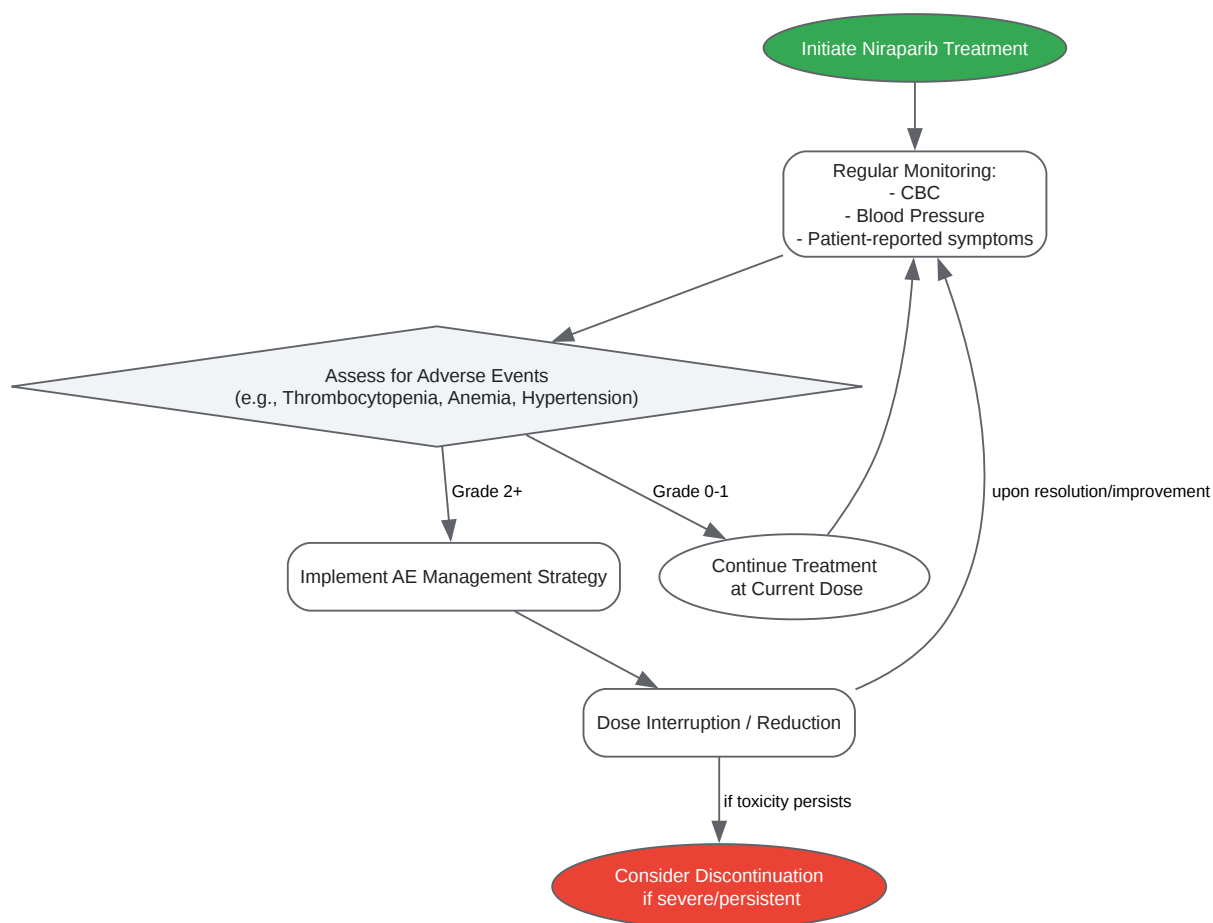 Initiate Niraparib Treatment
Regular Monitoring:
- CBC
- Blood Pressure
- Patient-reported symptoms
Assess for Adverse Events
(e.g., Thrombocytopenia, Anemia, Hypertension)
Grade 2+
Grade 0-1
upon resolution/improvement
Implement AE Management Strategy
Continue Treatment
at Current Dose
Dose Interruption / Reduction
if toxicity persists
Consider Discontinuation
if severe/persistent